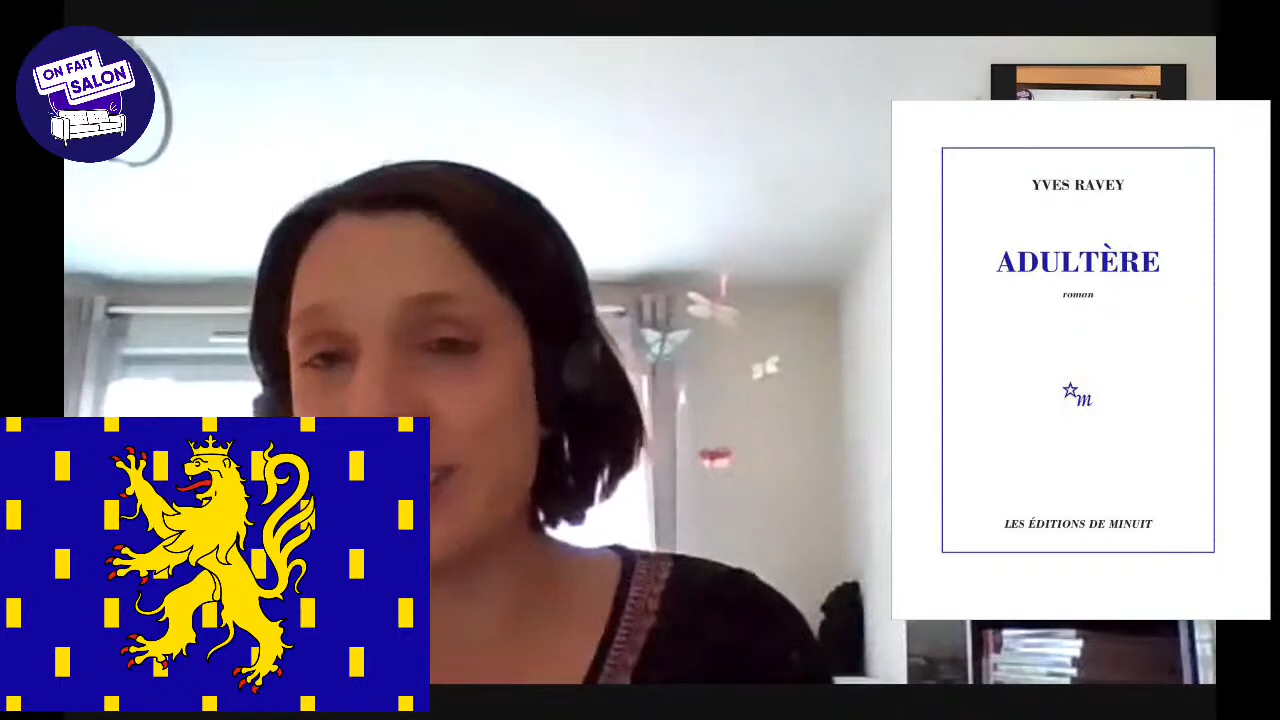 ON FAIT
SALON
YVES RAVEY
ADULTÈRE
roman
m
LES ÉDITIONS DE MINUIT